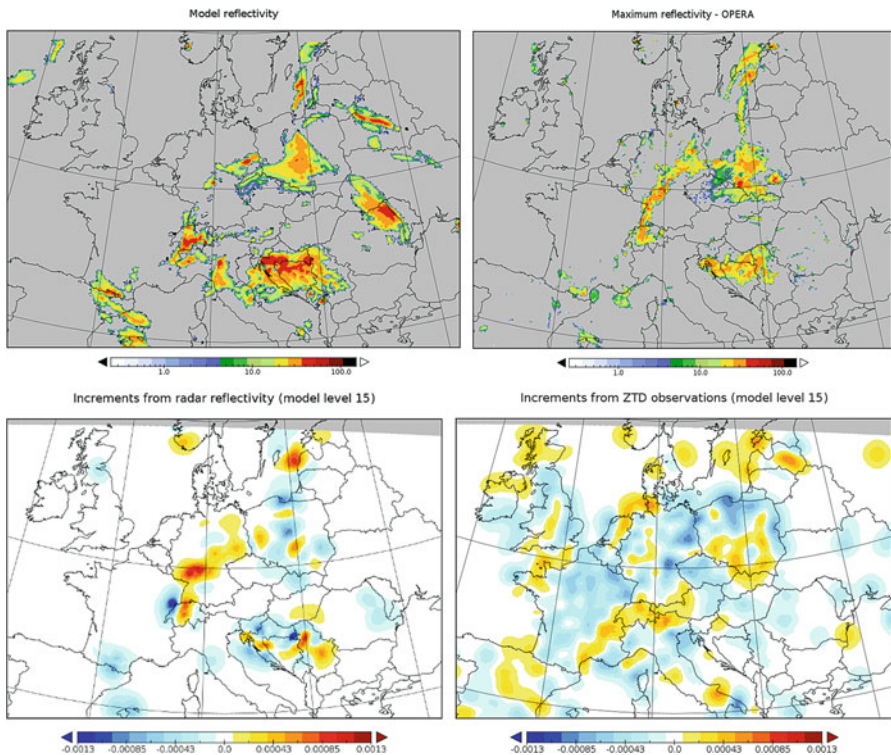 Model reflectivity
Maximum reflectivity - OPERA
1.0 10.0 100.0
1.0 10.0 100.0
Increments from radar reflectivity (model level 15)
Increments from ZTD observations (model level 15)
-0.0013 -0.00085 -0.00043 0.0 0.00043 0.00085 0.0013
-0.0013 -0.00085 -0.00043 0.0 0.00043 0.00085 0.0013